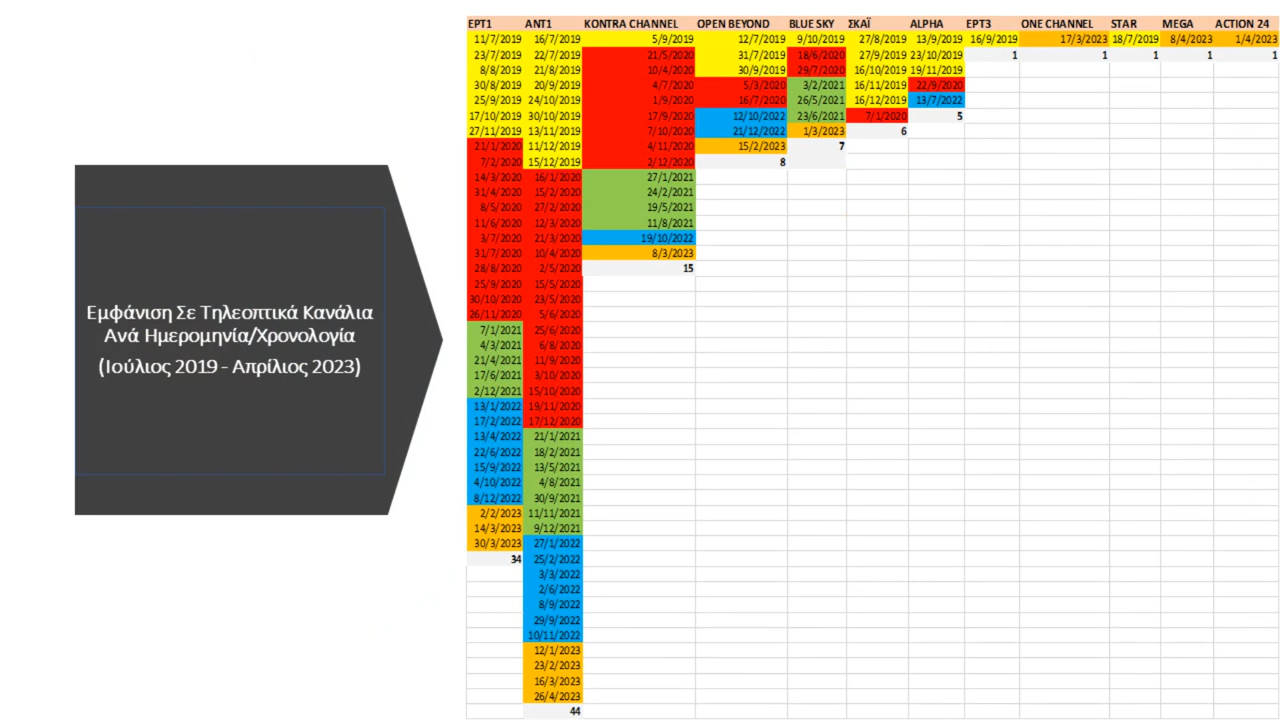 Εμφάνιση Σε Τηλεοπτικά Κανάλια
Ανά Ημερομηνία/Χρονολογία
(Ιούλιος 2019 - Απρίλιος 2023)
ΕΡΤ1 ΑΝΤ1 KONTRA CHANNEL OPEN BEYOND BLUE SKY ΣΚΑΪ ALPHA ΕΡΤ3 ONE CHANNEL STAR MEGA ACTION 24
11/7/2019 16/7/2019 5/9/2019 12/7/2019 9/10/2019 27/8/2019 13/9/2019 16/9/2019 17/3/2023 18/7/2019 8/4/2023 1/4/2023
23/7/2019 22/7/2019 21/5/2020 31/7/2019 18/6/2020 27/9/2019 23/10/2019 1 1 1 1 1
8/8/2019 21/8/2019 10/4/2020 30/9/2019 29/7/2020 16/10/2019 19/11/2019
30/8/2019 20/9/2019 4/7/2020 5/3/2020 3/2/2021 16/11/2019 22/9/2020
25/9/2019 24/10/2019 1/9/2020 16/7/2020 26/5/2021 16/12/2019 13/7/2022
17/10/2019 30/10/2019 17/9/2020 12/10/2022 23/6/2021 7/1/2020 5
27/11/2019 13/11/2019 7/10/2020 21/12/2022 1/3/2023 6
21/1/2020 11/12/2019 4/11/2020 15/2/2023 7
7/2/2020 15/12/2019 2/12/2020 8
14/3/2020 16/1/2020 27/1/2021
31/4/2020 15/2/2020 24/2/2021
8/5/2020 27/2/2020 19/5/2021
11/6/2020 12/3/2020 11/8/2021
3/7/2020 21/3/2020 19/10/2022
31/7/2020 10/4/2020 8/3/2023
28/8/2020 2/5/2020 15
25/9/2020 15/5/2020
30/10/2020 23/5/2020
26/11/2020 5/6/2020
7/1/2021 25/6/2020
4/3/2021 6/8/2020
21/4/2021 11/9/2020
17/6/2021 3/10/2020
2/12/2021 15/10/2020
13/1/2022 19/11/2020
17/2/2022 17/12/2020
13/4/2022 21/1/2021
22/6/2022 18/2/2021
15/9/2022 13/5/2021
4/10/2022 4/8/2021
8/12/2022 30/9/2021
2/2/2023 11/11/2021
14/3/2023 9/12/2021
30/3/2023 27/1/2022
34 25/2/2022
3/3/2022
2/6/2022
8/9/2022
29/9/2022
10/11/2022
12/1/2023
23/2/2023
16/3/2023
26/4/2023
44